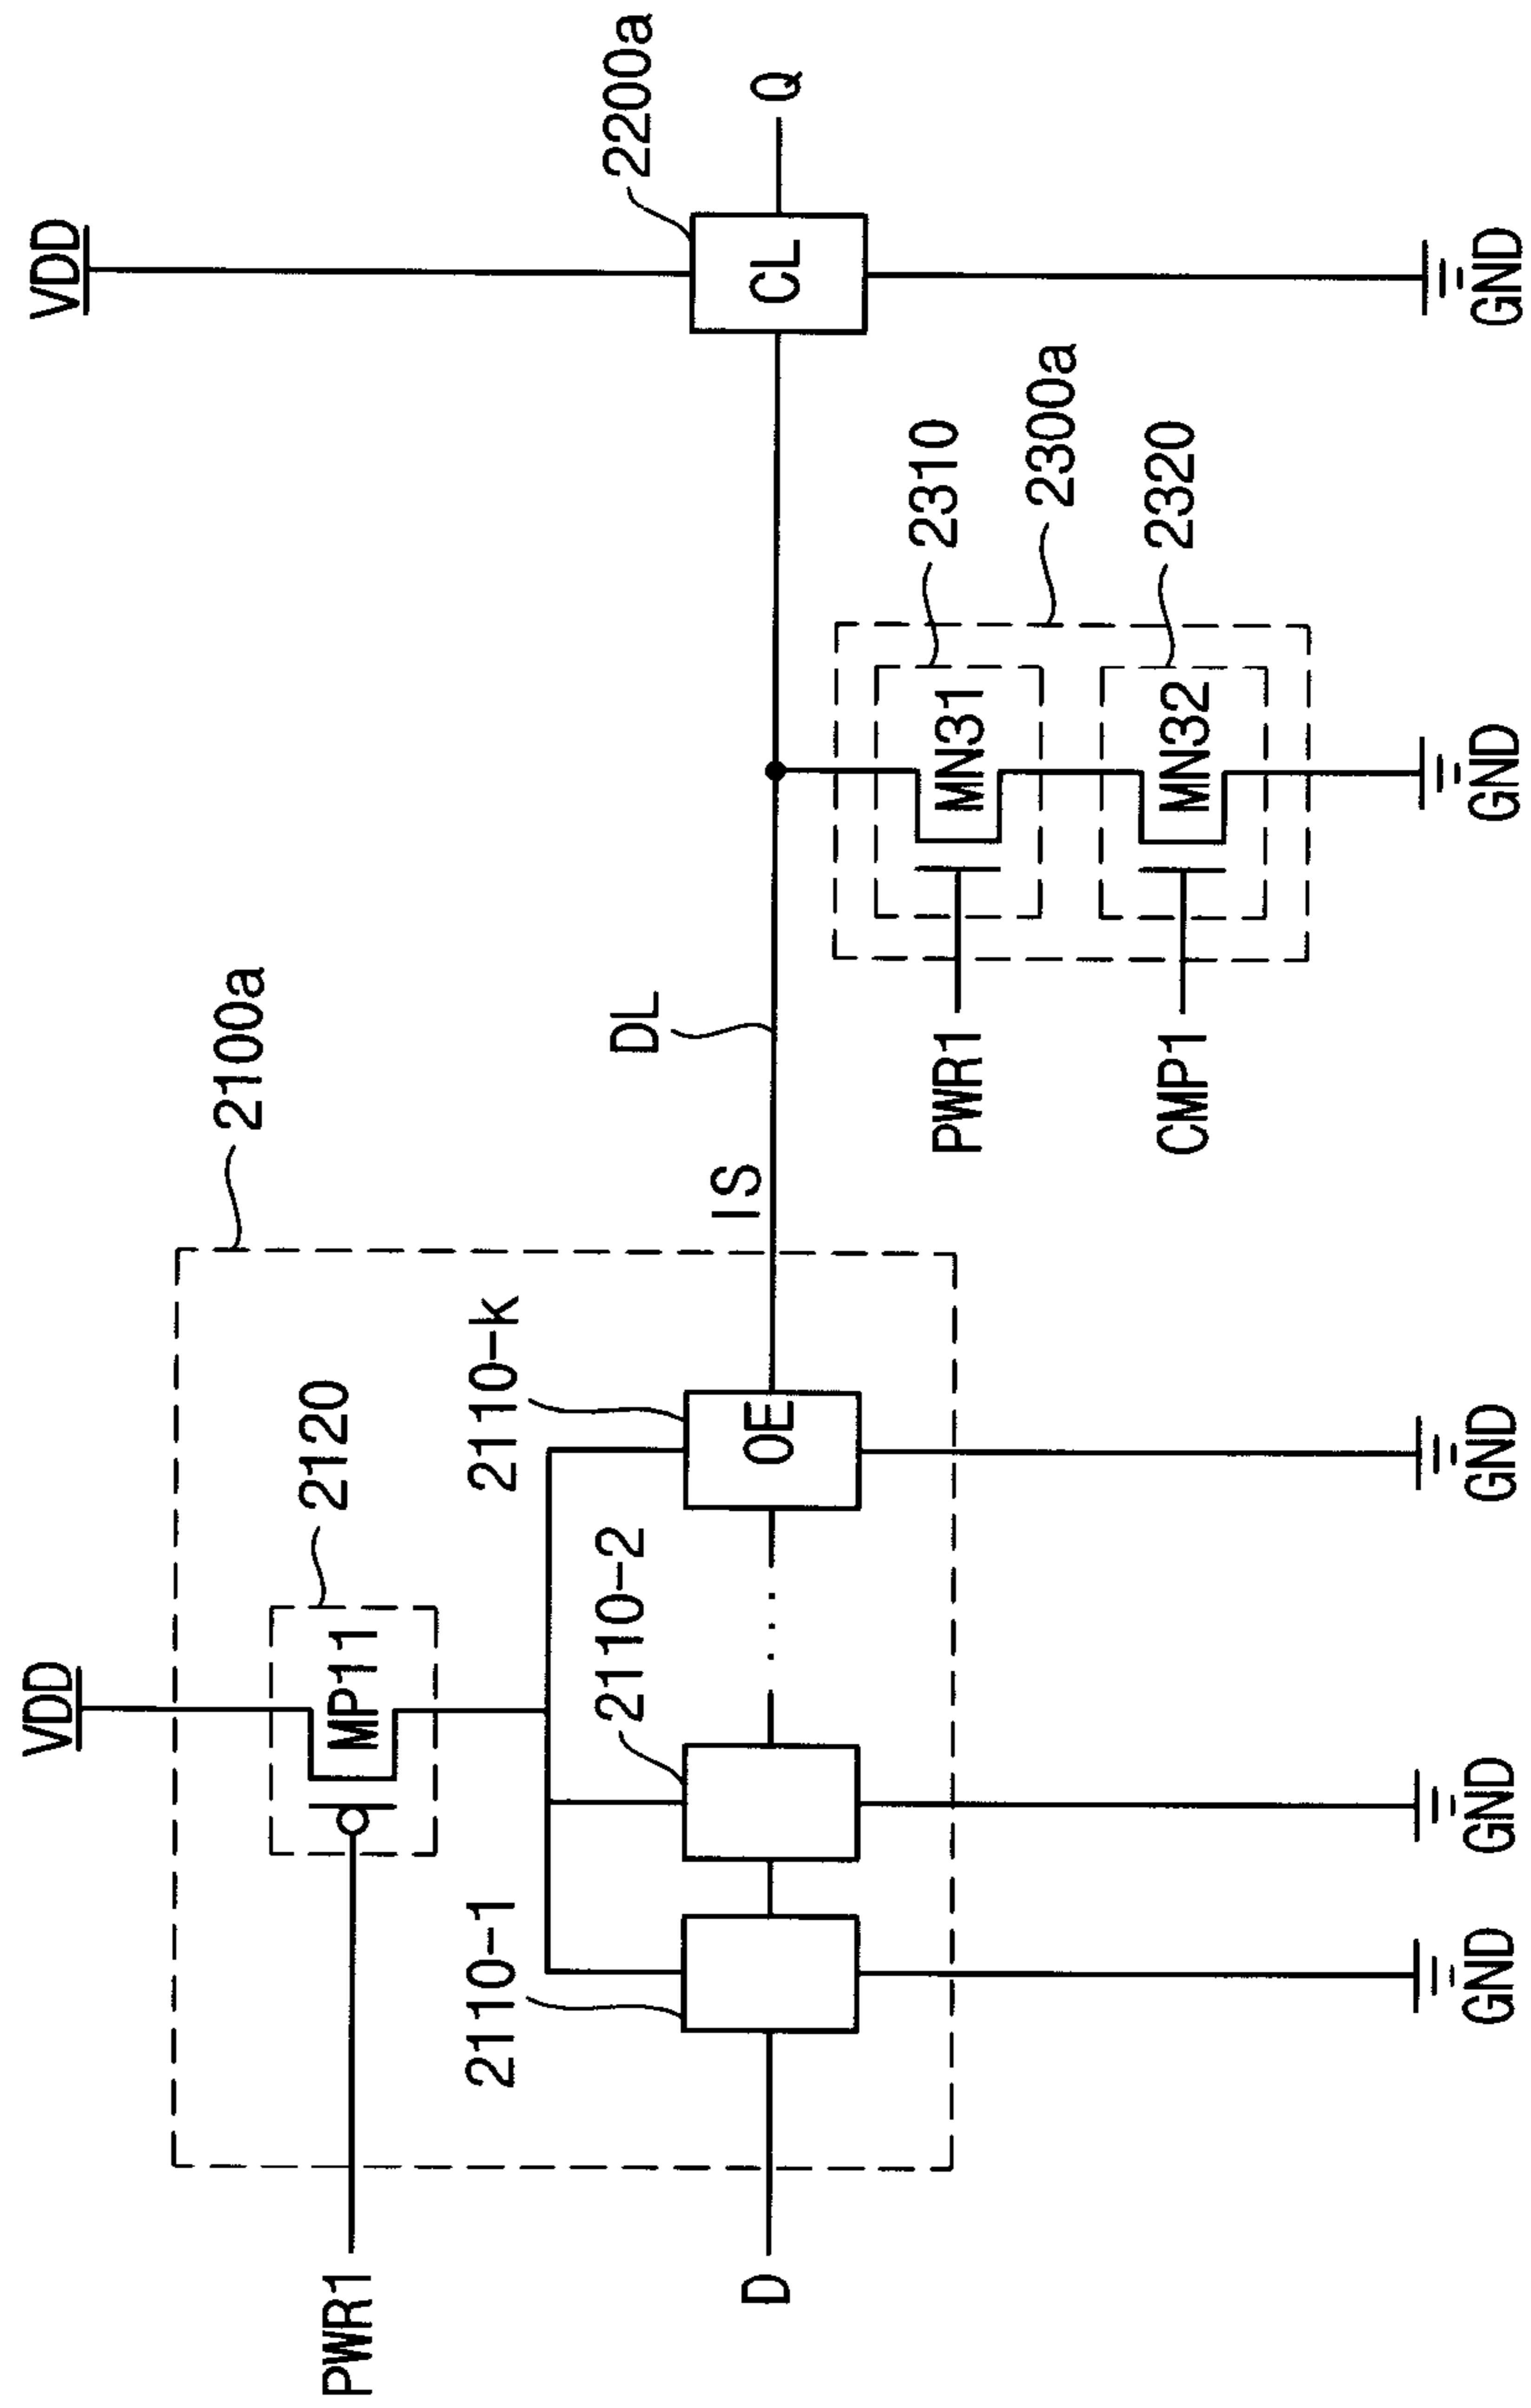 VDD
VDD
2100a
2120
PWR1
MP11
2110-1
2110-2
2110-k
DL
2200a
D
OE
IS
CL
Q
PWR1
MN31
2310
2300a
CMP1
MN32
2320
GND
GND
GND
GND
GND